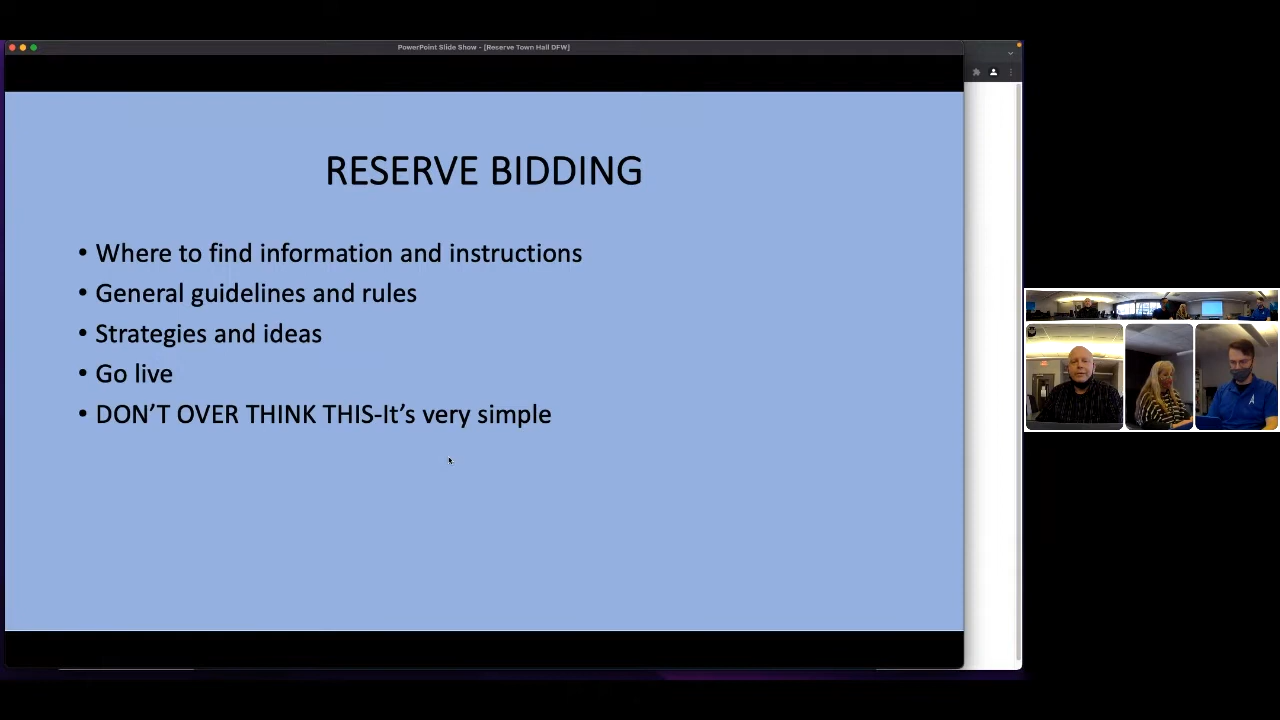 PowerPoint Slide Show - [Reserve Town Hall DFW]
RESERVE BIDDING
• Where to find information and instructions
• General guidelines and rules
• Strategies and ideas
• Go live
• DON’T OVER THINK THIS-It’s very simple